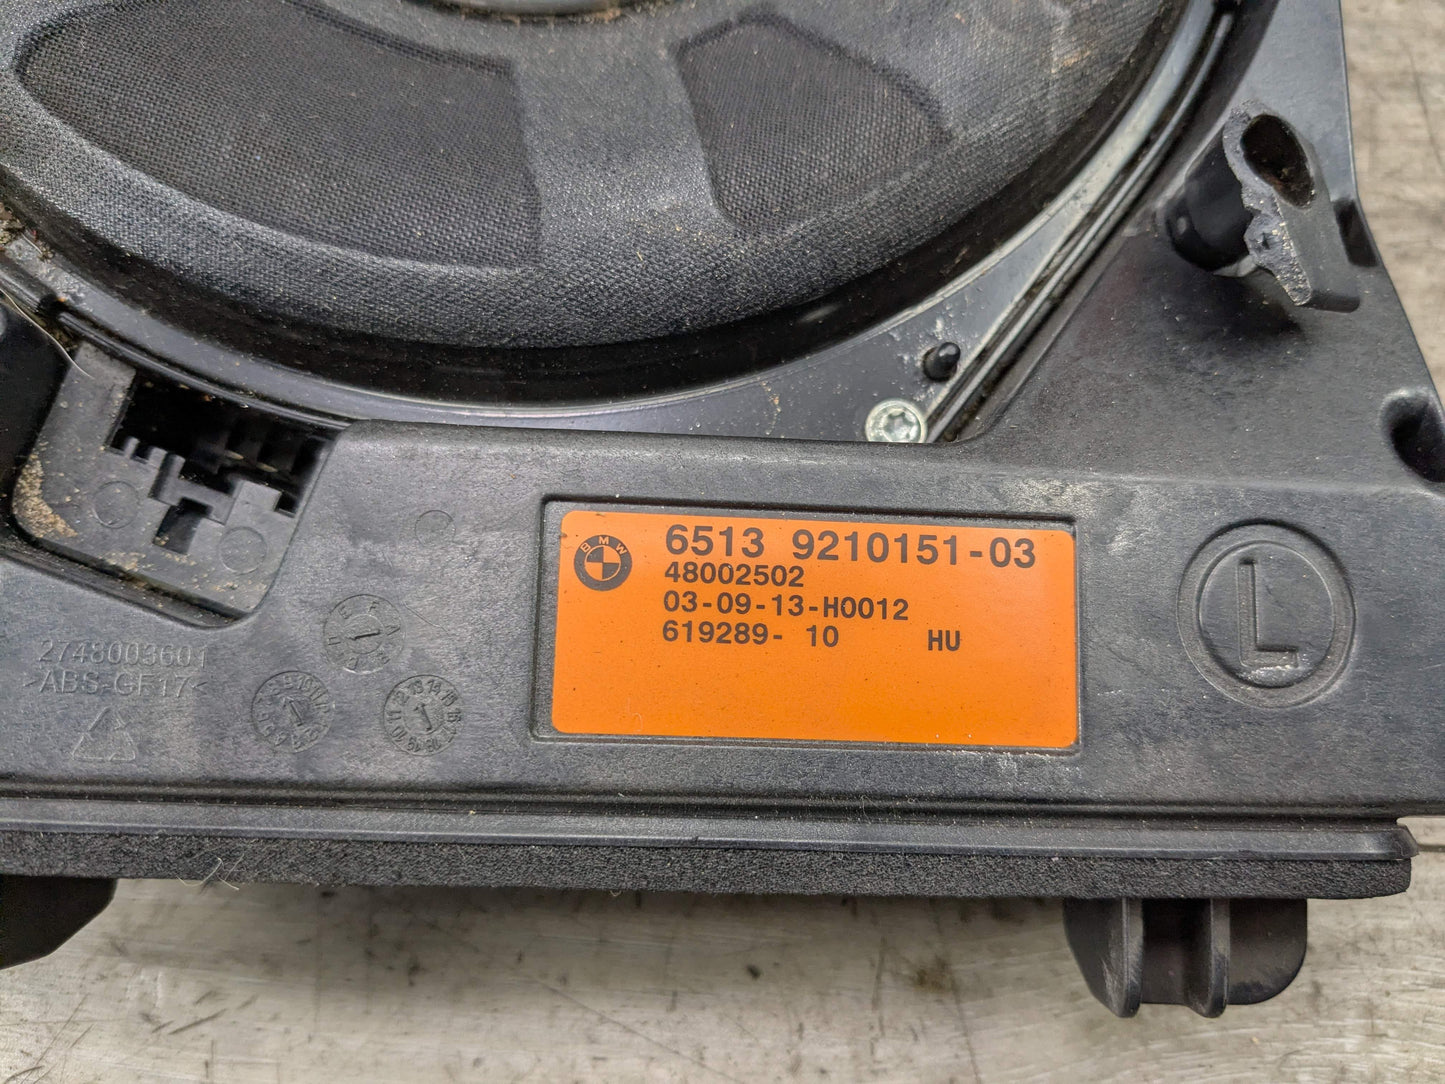 BMW
6513 9210151-03
48002502
03-09-13-H0012
619289- 10 HU
L
2748003601
>ABS-GF17<